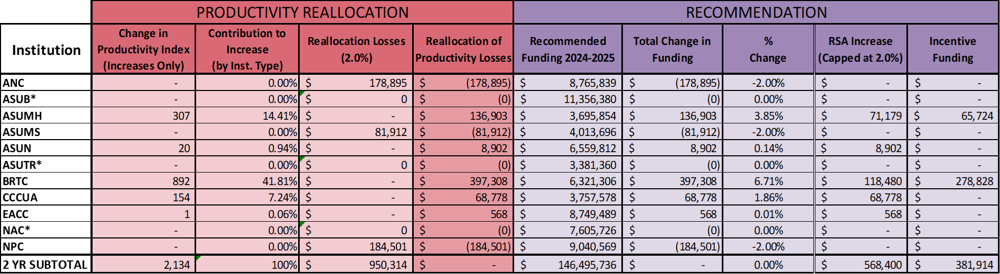 PRODUCTIVITY REALLOCATION RECOMMENDATION
Institution Change in Productivity Index (Increases Only) Contribution to Increase (by Inst. Type) Reallocation Losses (2.0%) Reallocation of Productivity Losses Recommended Funding 2024-2025 Total Change in Funding % Change RSA Increase (Capped at 2.0%) Incentive Funding
ANC - 0.00% $ 178,895 $ (178,895) $ 8,765,839 $ (178,895) -2.00% $ - $ -
ASUB* - 0.00% $ 0 $ (0) $ 11,356,380 $ (0) 0.00% $ - $ -
ASUMH 307 14.41% $ - $ 136,903 $ 3,695,854 $ 136,903 3.85% $ 71,179 $ 65,724
ASUMS - 0.00% $ 81,912 $ (81,912) $ 4,013,696 $ (81,912) -2.00% $ - $ -
ASUN 20 0.94% $ - $ 8,902 $ 6,559,812 $ 8,902 0.14% $ 8,902 $ -
ASUTR* - 0.00% $ 0 $ (0) $ 3,381,360 $ (0) 0.00% $ - $ -
BRTC 892 41.81% $ - $ 397,308 $ 6,321,306 $ 397,308 6.71% $ 118,480 $ 278,828
CCCUA 154 7.24% $ - $ 68,778 $ 3,757,578 $ 68,778 1.86% $ 68,778 $ -
EACC 1 0.06% $ - $ 568 $ 8,749,489 $ 568 0.01% $ 568 $ -
NAC* - 0.00% $ 0 $ (0) $ 7,605,726 $ (0) 0.00% $ - $ -
NPC - 0.00% $ 184,501 $ (184,501) $ 9,040,569 $ (184,501) -2.00% $ - $ -
2 YR SUBTOTAL 2,134 100% $ 950,314 $ - $ 146,495,736 $ - 0.00% $ 568,400 $ 381,914